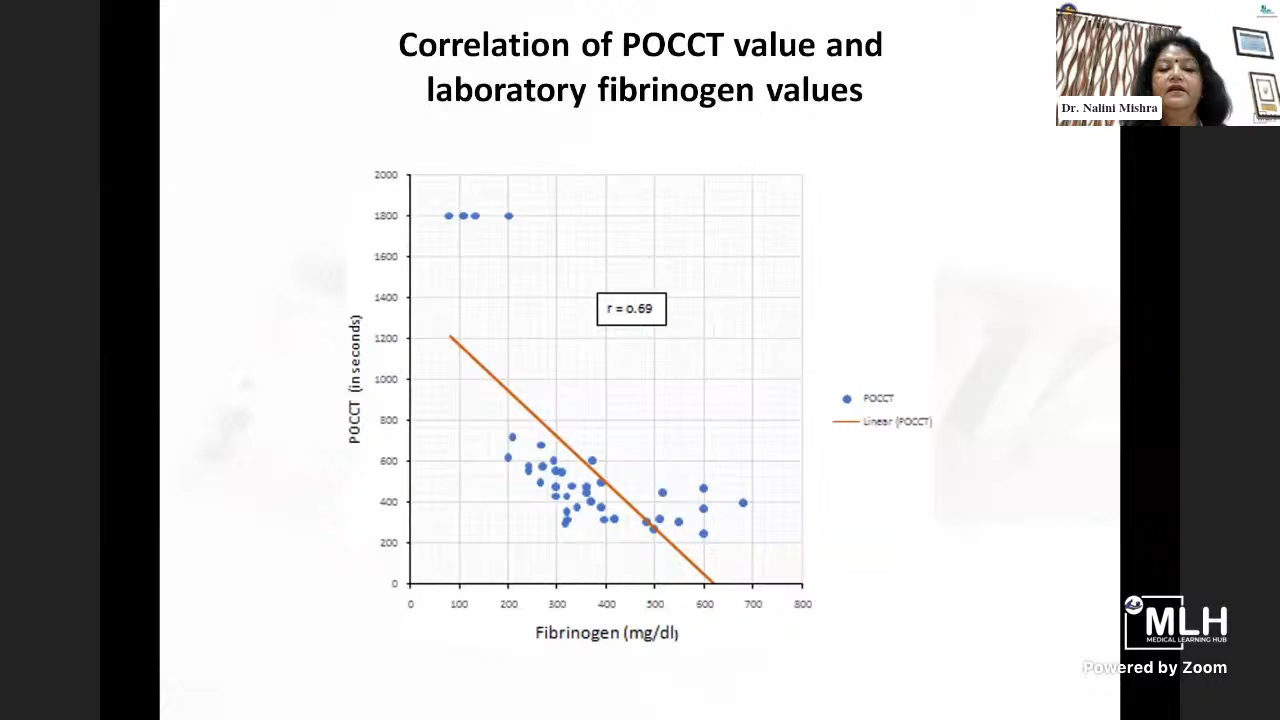 Correlation of POCCT value and
laboratory fibrinogen values
Dr. Nalini Mishra
2000
1800
1600
1400
1200
1000
800
600
400
200
0
POCCT (in seconds)
r = 0.69
POCCT
Linear (POCCT)
0 100 200 300 400 500 600 700 800
Fibrinogen (mg/dl)
MLH
MEDICAL LEARNING HUB
Powered by Zoom